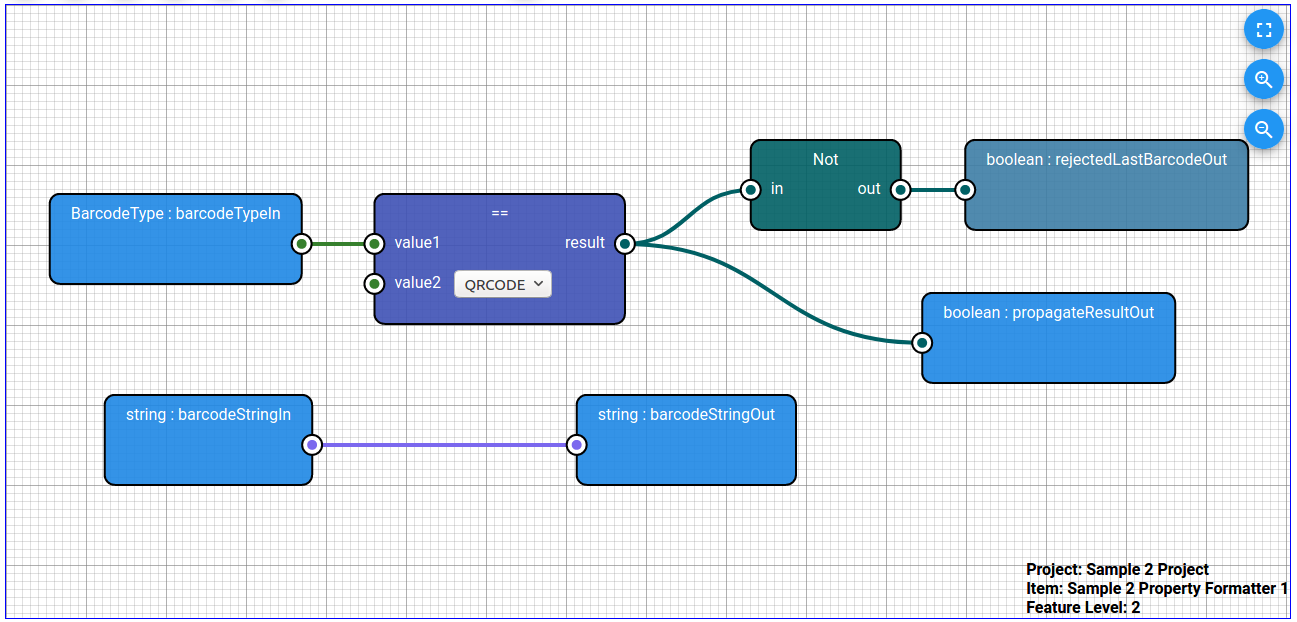 Not
boolean : rejectedLastBarcodeOut
in
out
BarcodeType : barcodeTypeIn
==
value1
result
value2
QRCODE
boolean : propagateResultOut
string : barcodeStringIn
string : barcodeStringOut
Project: Sample 2 Project
Item: Sample 2 Property Formatter 1
Feature Level: 2